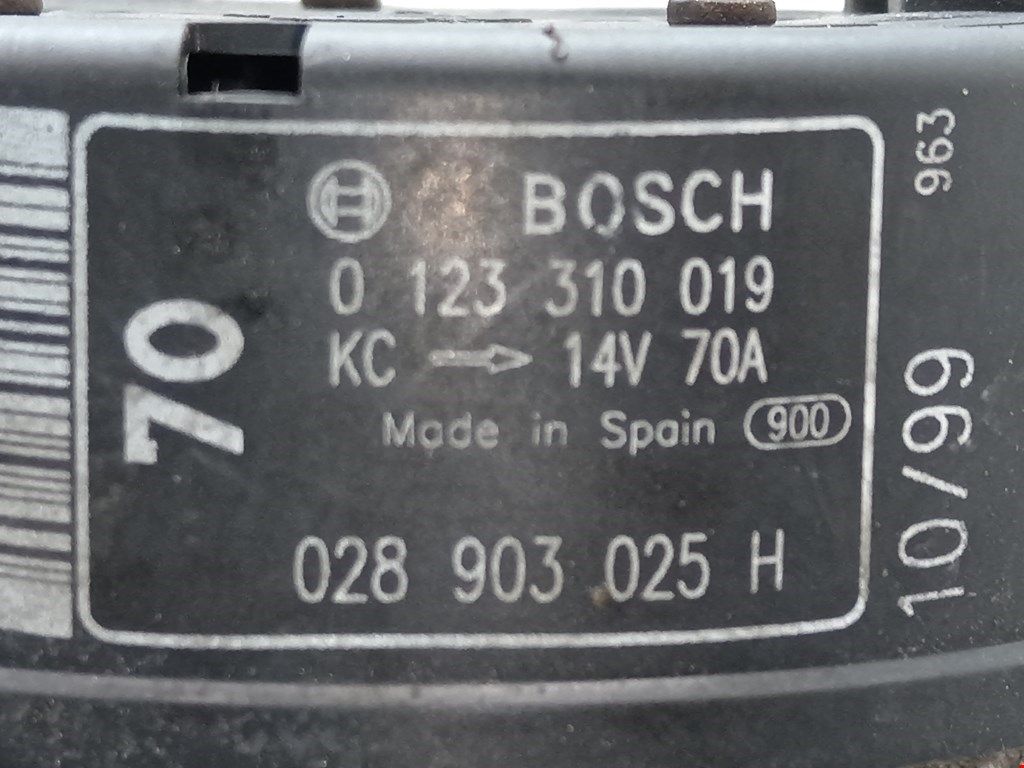 BOSCH
0 123 310 019
KC → 14V 70A
Made in Spain 900
028 903 025 H
70
963
10/99